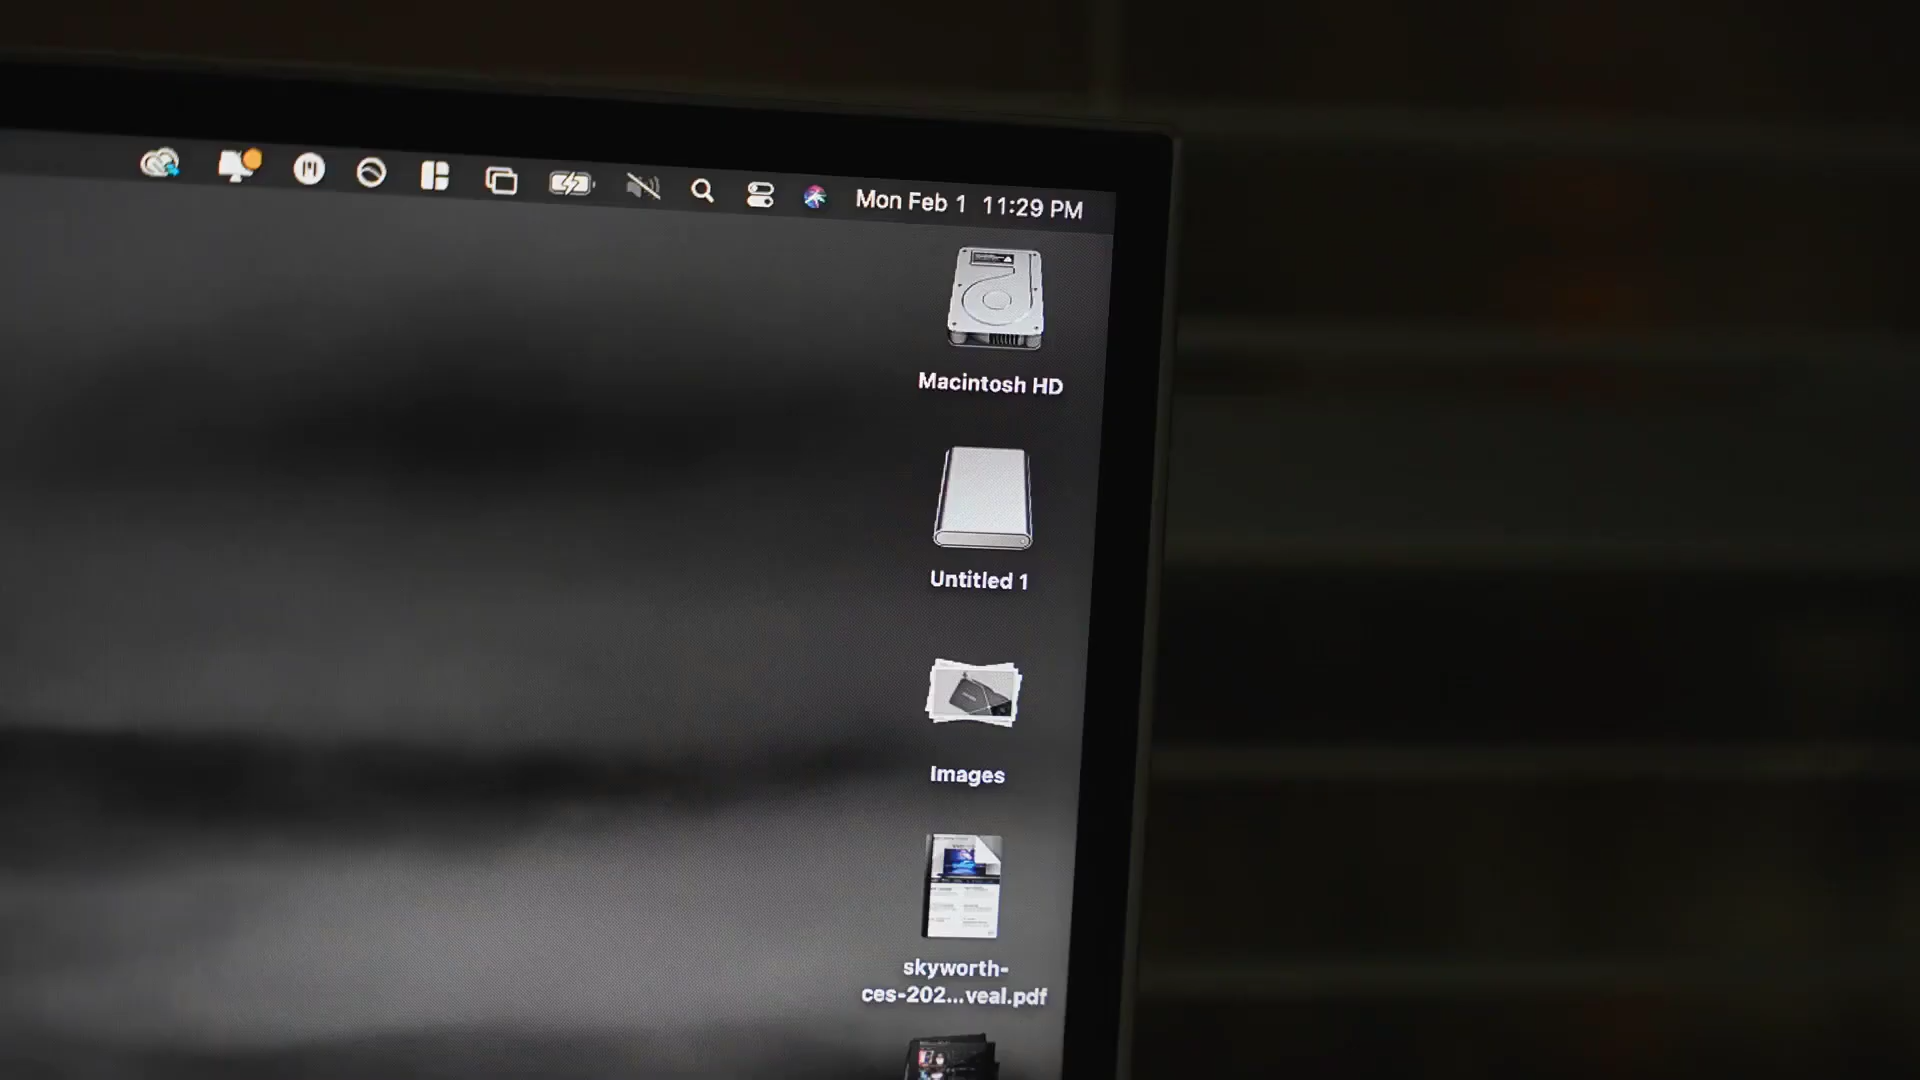 Mon Feb 1 11:29 PM
Macintosh HD
Untitled 1
Images
skyworth-
ces-202...veal.pdf